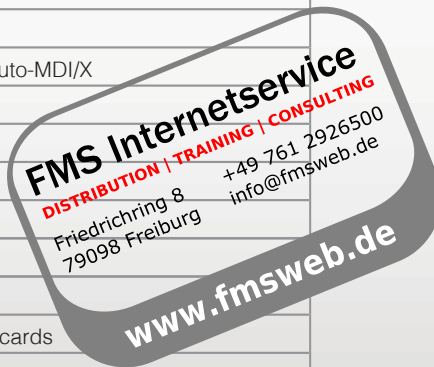 uto-MDI/X
FMS Internetservice
DISTRIBUTION | TRAINING | CONSULTING
Friedrichring 8
79098 Freiburg
+49 761 2926500
info@fmsweb.de
www.fmsweb.de
cards